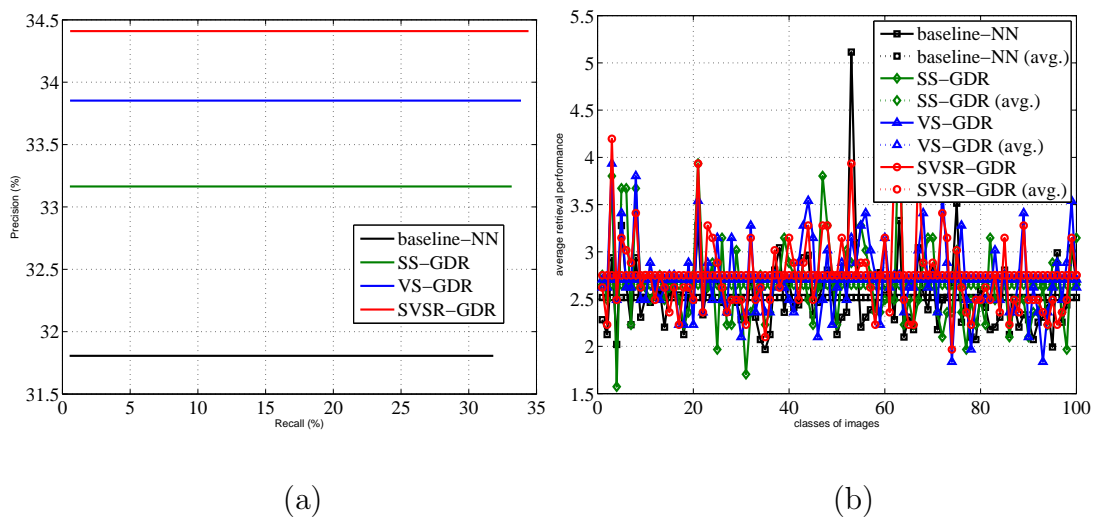 34.5
34
33.5
33
32.5
32
31.5
Precision (%)
0 5 10 15 20 25 30 35
Recall (%)
baseline−NN
SS−GDR
VS−GDR
SVSR−GDR
(a)
5.5
5
4.5
4
3.5
3
2.5
2
1.5
average retrieval performance
0 20 40 60 80 100
classes of images
baseline−NN
baseline−NN (avg.)
SS−GDR
SS−GDR (avg.)
VS−GDR
VS−GDR (avg.)
SVSR−GDR
SVSR−GDR (avg.)
(b)